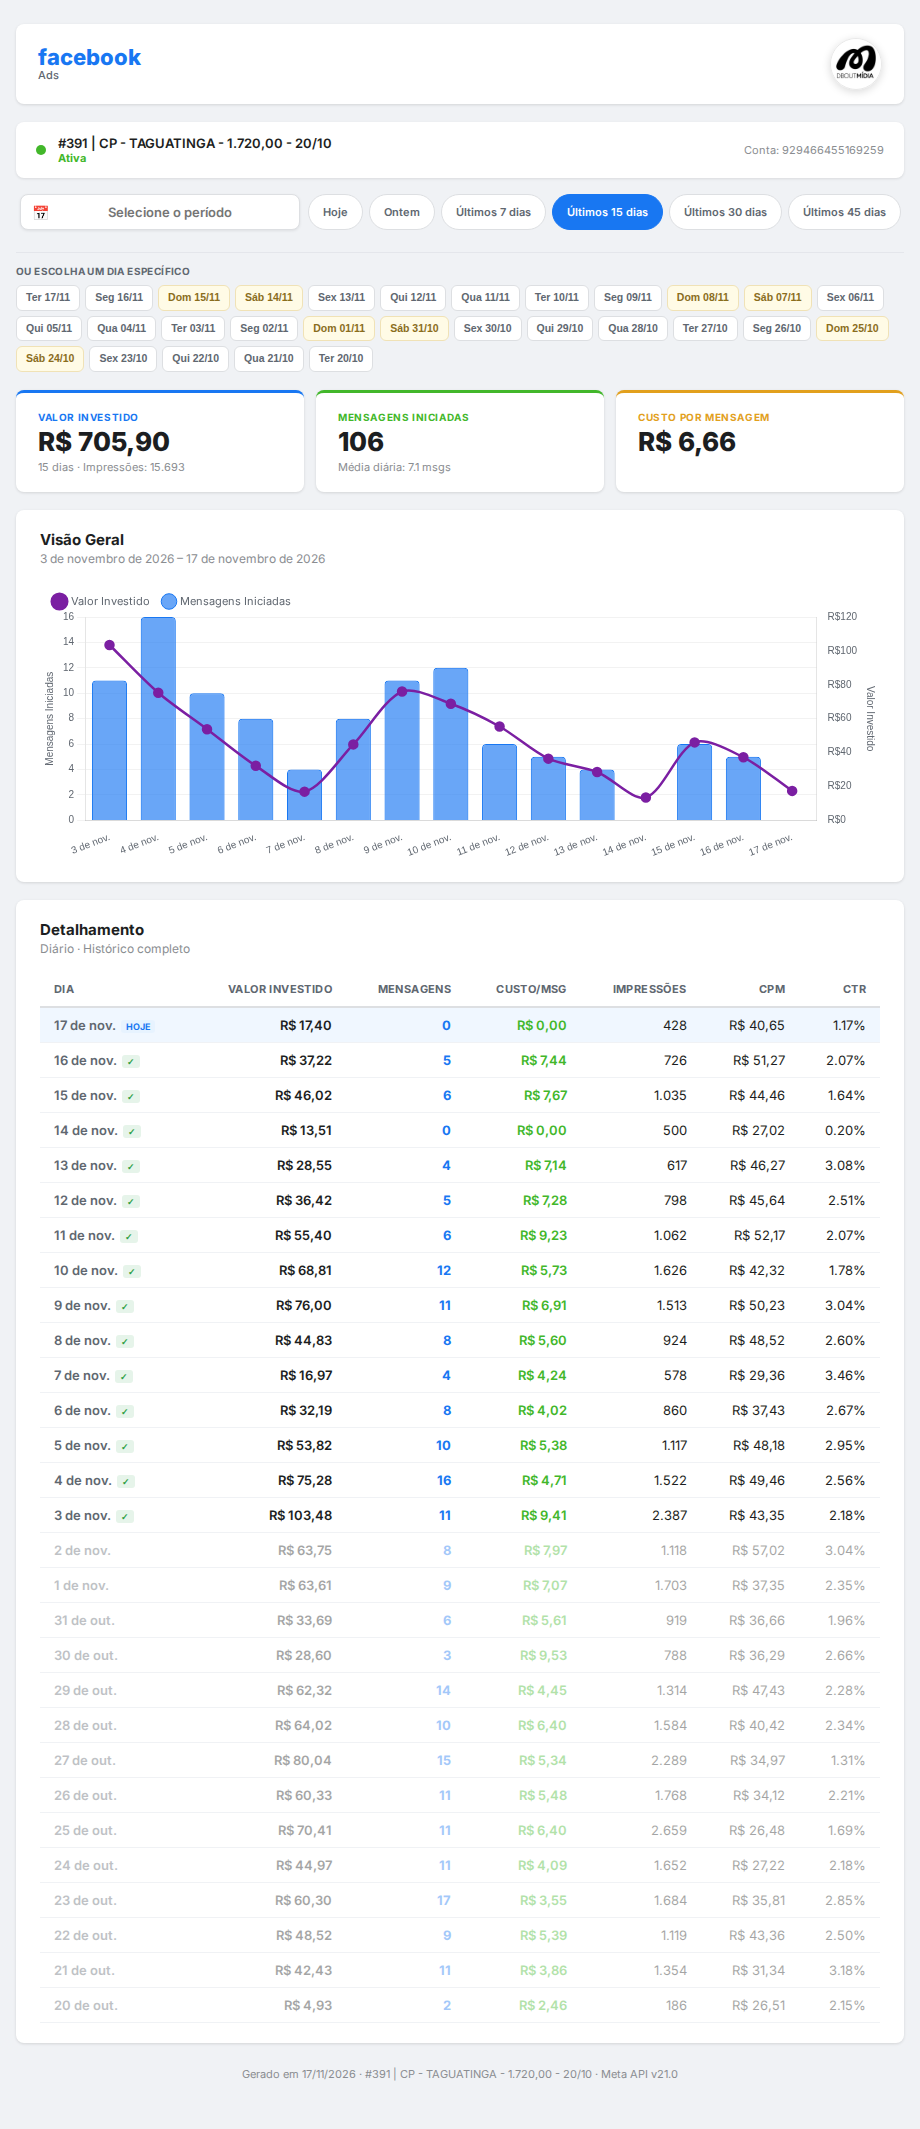 facebook
Ads
DBOUTMÍDIA
#391 | CP - TAGUATINGA - 1.720,00 - 20/10
Ativa
Conta: 929466455169259
Selecione o período
Hoje
Ontem
Últimos 7 dias
Últimos 15 dias
Últimos 30 dias
Últimos 45 dias
OU ESCOLHA UM DIA ESPECÍFICO
Ter 17/11 Seg 16/11 Dom 15/11 Sáb 14/11 Sex 13/11 Qui 12/11 Qua 11/11 Ter 10/11 Seg 09/11 Dom 08/11 Sáb 07/11 Sex 06/11
Qui 05/11 Qua 04/11 Ter 03/11 Seg 02/11 Dom 01/11 Sáb 31/10 Sex 30/10 Qui 29/10 Qua 28/10 Ter 27/10 Seg 26/10 Dom 25/10
Sáb 24/10 Sex 23/10 Qui 22/10 Qua 21/10 Ter 20/10
VALOR INVESTIDO
R$ 705,90
15 dias · Impressões: 15.693
MENSAGENS INICIADAS
106
Média diária: 7.1 msgs
CUSTO POR MENSAGEM
R$ 6,66
Visão Geral
3 de novembro de 2026 – 17 de novembro de 2026
Valor Investido Mensagens Iniciadas
Mensagens Iniciadas
16
14
12
10
8
6
4
2
0
R$120
R$100
R$80
R$60
R$40
R$20
R$0
Valor Investido
3 de nov. 4 de nov. 5 de nov. 6 de nov. 7 de nov. 8 de nov. 9 de nov. 10 de nov. 11 de nov. 12 de nov. 13 de nov. 14 de nov. 15 de nov. 16 de nov. 17 de nov.
Detalhamento
Diário · Histórico completo
DIA VALOR INVESTIDO MENSAGENS CUSTO/MSG IMPRESSÕES CPM CTR
17 de nov. HOJE R$ 17,40 0 R$ 0,00 428 R$ 40,65 1.17%
16 de nov. ✓ R$ 37,22 5 R$ 7,44 726 R$ 51,27 2.07%
15 de nov. ✓ R$ 46,02 6 R$ 7,67 1.035 R$ 44,46 1.64%
14 de nov. ✓ R$ 13,51 0 R$ 0,00 500 R$ 27,02 0.20%
13 de nov. ✓ R$ 28,55 4 R$ 7,14 617 R$ 46,27 3.08%
12 de nov. ✓ R$ 36,42 5 R$ 7,28 798 R$ 45,64 2.51%
11 de nov. ✓ R$ 55,40 6 R$ 9,23 1.062 R$ 52,17 2.07%
10 de nov. ✓ R$ 68,81 12 R$ 5,73 1.626 R$ 42,32 1.78%
9 de nov. ✓ R$ 76,00 11 R$ 6,91 1.513 R$ 50,23 3.04%
8 de nov. ✓ R$ 44,83 8 R$ 5,60 924 R$ 48,52 2.60%
7 de nov. ✓ R$ 16,97 4 R$ 4,24 578 R$ 29,36 3.46%
6 de nov. ✓ R$ 32,19 8 R$ 4,02 860 R$ 37,43 2.67%
5 de nov. ✓ R$ 53,82 10 R$ 5,38 1.117 R$ 48,18 2.95%
4 de nov. ✓ R$ 75,28 16 R$ 4,71 1.522 R$ 49,46 2.56%
3 de nov. ✓ R$ 103,48 11 R$ 9,41 2.387 R$ 43,35 2.18%
2 de nov. R$ 63,75 8 R$ 7,97 1.118 R$ 57,02 3.04%
1 de nov. R$ 63,61 9 R$ 7,07 1.703 R$ 37,35 2.35%
31 de out. R$ 33,69 6 R$ 5,61 919 R$ 36,66 1.96%
30 de out. R$ 28,60 3 R$ 9,53 788 R$ 36,29 2.66%
29 de out. R$ 62,32 14 R$ 4,45 1.314 R$ 47,43 2.28%
28 de out. R$ 64,02 10 R$ 6,40 1.584 R$ 40,42 2.34%
27 de out. R$ 80,04 15 R$ 5,34 2.289 R$ 34,97 1.31%
26 de out. R$ 60,33 11 R$ 5,48 1.768 R$ 34,12 2.21%
25 de out. R$ 70,41 11 R$ 6,40 2.659 R$ 26,48 1.69%
24 de out. R$ 44,97 11 R$ 4,09 1.652 R$ 27,22 2.18%
23 de out. R$ 60,30 17 R$ 3,55 1.684 R$ 35,81 2.85%
22 de out. R$ 48,52 9 R$ 5,39 1.119 R$ 43,36 2.50%
21 de out. R$ 42,43 11 R$ 3,86 1.354 R$ 31,34 3.18%
20 de out. R$ 4,93 2 R$ 2,46 186 R$ 26,51 2.15%
Gerado em 17/11/2026 · #391 | CP - TAGUATINGA - 1.720,00 - 20/10 · Meta API v21.0